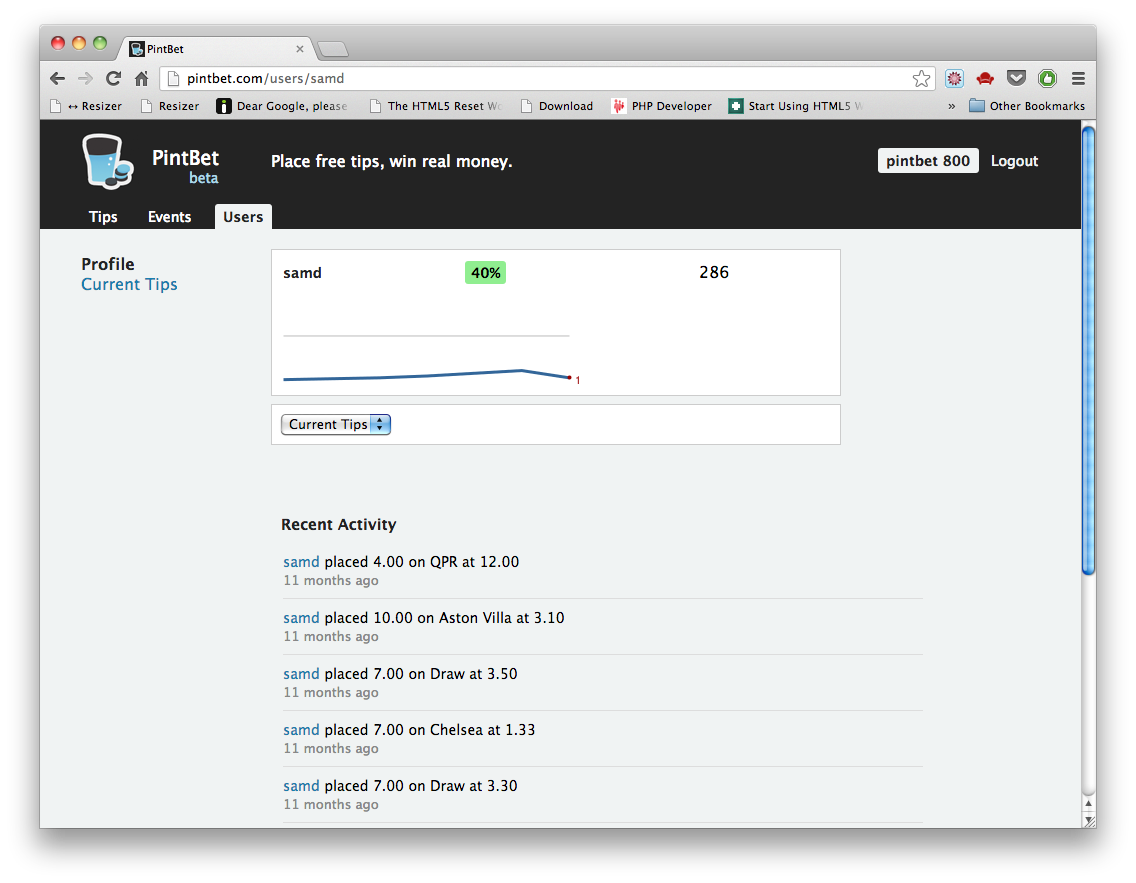 PintBet
pintbet.com/users/samd
↔ Resizer
Resizer
Dear Google, please
The HTML5 Reset Wo
Download
PHP Developer
Start Using HTML5 W
»
Other Bookmarks
PintBet
beta
Place free tips, win real money.
pintbet 800
Logout
Tips
Events
Users
Profile
Current Tips
samd
40%
286
1
Current Tips
Recent Activity
samd placed 4.00 on QPR at 12.00
11 months ago
samd placed 10.00 on Aston Villa at 3.10
11 months ago
samd placed 7.00 on Draw at 3.50
11 months ago
samd placed 7.00 on Chelsea at 1.33
11 months ago
samd placed 7.00 on Draw at 3.30
11 months ago